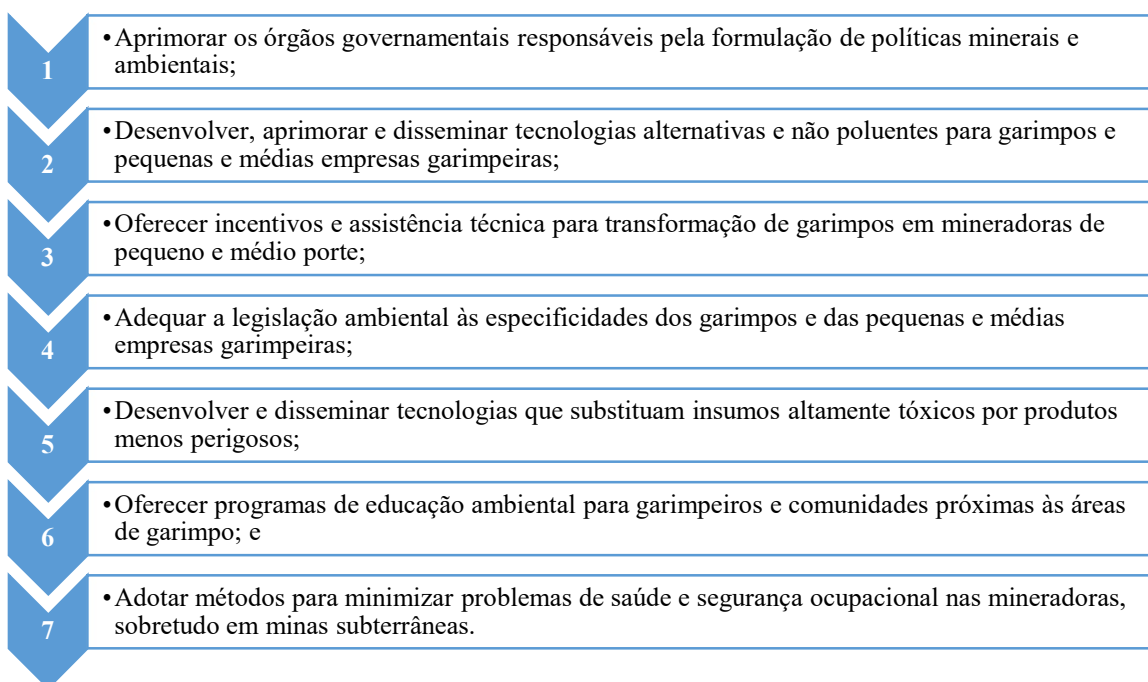 1
•Aprimorar os órgãos governamentais responsáveis pela formulação de políticas minerais e
ambientais;
2
•Desenvolver, aprimorar e disseminar tecnologias alternativas e não poluentes para garimpos e
pequenas e médias empresas garimpeiras;
3
•Oferecer incentivos e assistência técnica para transformação de garimpos em mineradoras de
pequeno e médio porte;
4
•Adequar a legislação ambiental às especificidades dos garimpos e das pequenas e médias
empresas garimpeiras;
5
•Desenvolver e disseminar tecnologias que substituam insumos altamente tóxicos por produtos
menos perigosos;
6
•Oferecer programas de educação ambiental para garimpeiros e comunidades próximas às áreas
de garimpo; e
7
•Adotar métodos para minimizar problemas de saúde e segurança ocupacional nas mineradoras,
sobretudo em minas subterrâneas.